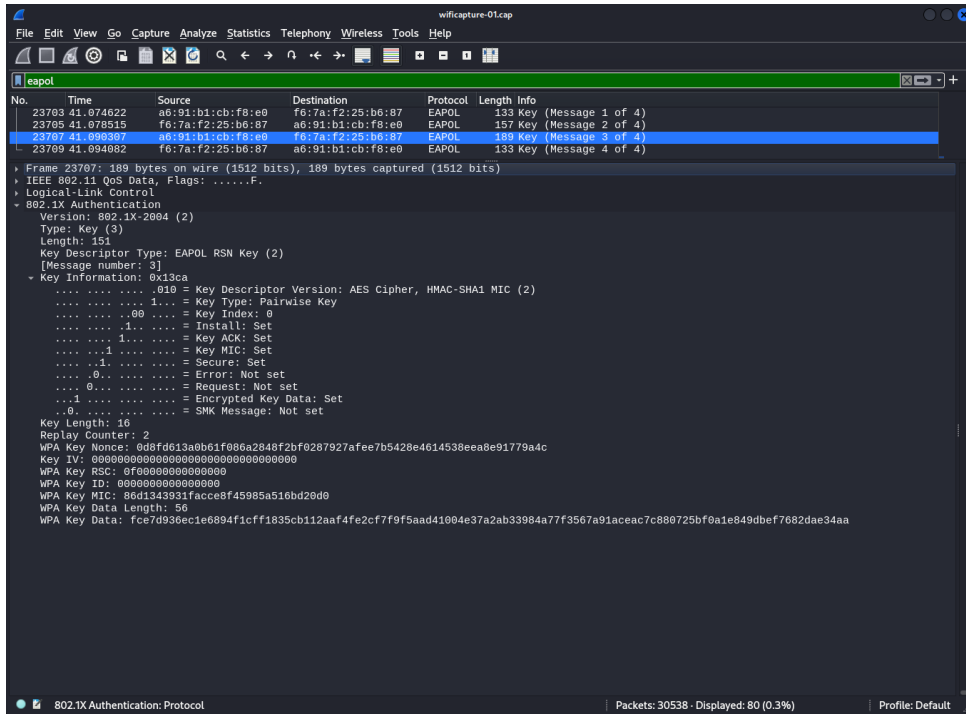 wificapture-01.cap
File Edit View Go Capture Analyze Statistics Telephony Wireless Tools Help
eapol
No. Time Source Destination Protocol Length Info
23703 41.074622 a6:91:b1:cb:f8:e0 f6:7a:f2:25:b6:87 EAPOL 133 Key (Message 1 of 4)
23705 41.078515 f6:7a:f2:25:b6:87 a6:91:b1:cb:f8:e0 EAPOL 157 Key (Message 2 of 4)
23707 41.090307 a6:91:b1:cb:f8:e0 f6:7a:f2:25:b6:87 EAPOL 189 Key (Message 3 of 4)
23709 41.094082 f6:7a:f2:25:b6:87 a6:91:b1:cb:f8:e0 EAPOL 133 Key (Message 4 of 4)
Frame 23707: 189 bytes on wire (1512 bits), 189 bytes captured (1512 bits)
IEEE 802.11 QoS Data, Flags: ......F.
Logical-Link Control
802.1X Authentication
Version: 802.1X-2004 (2)
Type: Key (3)
Length: 151
Key Descriptor Type: EAPOL RSN Key (2)
[Message number: 3]
Key Information: 0x13ca
.... .... .... .010 = Key Descriptor Version: AES Cipher, HMAC-SHA1 MIC (2)
.... .... .... 1... = Key Type: Pairwise Key
.... .... ..00 .... = Key Index: 0
.... .... .1.. .... = Install: Set
.... .... 1... .... = Key ACK: Set
.... ...1 .... .... = Key MIC: Set
.... ..1. .... .... = Secure: Set
.... .0.. .... .... = Error: Not set
.... 0... .... .... = Request: Not set
...1 .... .... .... = Encrypted Key Data: Set
..0. .... .... .... = SMK Message: Not set
Key Length: 16
Replay Counter: 2
WPA Key Nonce: 0d8fd613a0b61f086a2848f2bf0287927afee7b5428e4614538eea8e91779a4c
Key IV: 00000000000000000000000000000000
WPA Key RSC: 0f00000000000000
WPA Key ID: 0000000000000000
WPA Key MIC: 86d1343931facce8f45985a516bd20d0
WPA Key Data Length: 56
WPA Key Data: fce7d936ec1e6894f1cff1835cb112aaf4fe2cf7f9f5aad41004e37a2ab33984a77f3567a91aceac7c880725bf0a1e849dbef7682dae34aa
802.1X Authentication: Protocol
Packets: 30538 · Displayed: 80 (0.3%)
Profile: Default